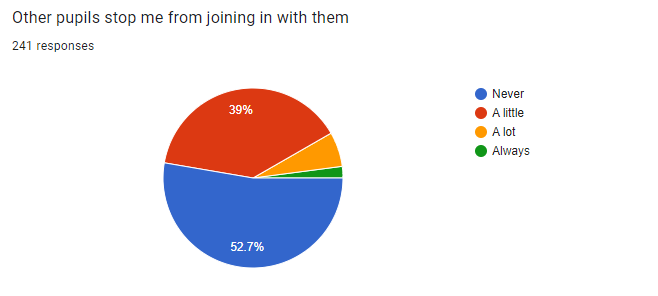 Other pupils stop me from joining in with them
241 responses
39%
52.7%
Never
A little
A lot
Always